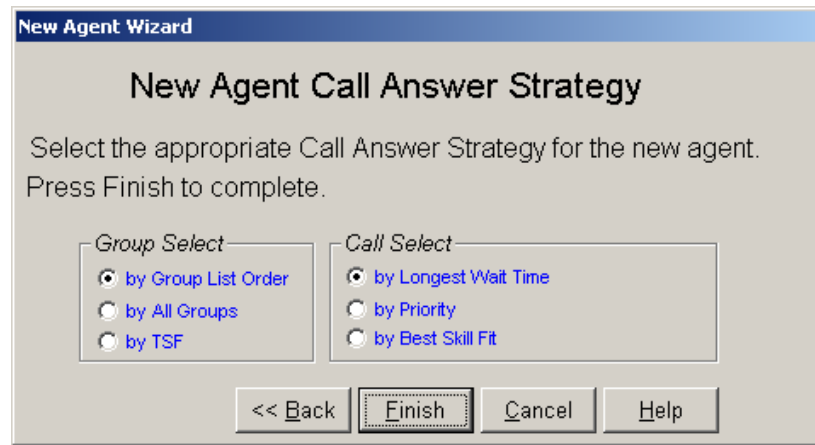 New Agent Wizard
New Agent Call Answer Strategy
Select the appropriate Call Answer Strategy for the new agent.
Press Finish to complete.
Group Select
by Group List Order
by All Groups
by TSF
Call Select
by Longest Wait Time
by Priority
by Best Skill Fit
<< Back Finish Cancel Help